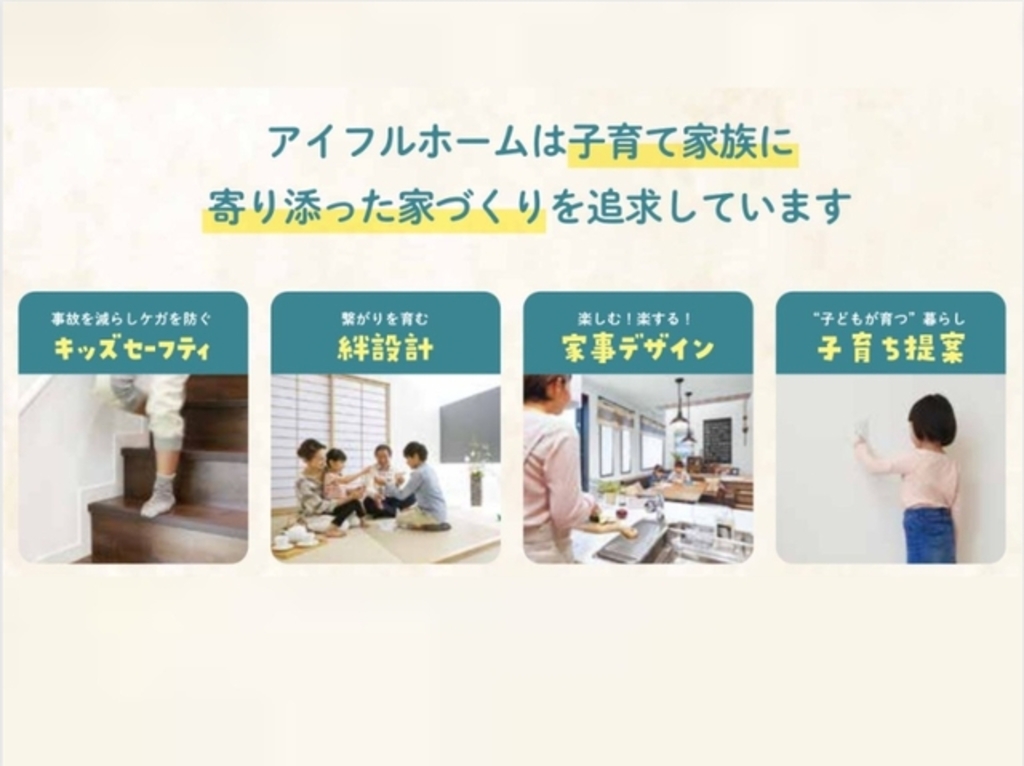 アイフルホームは子育て家族に
寄り添った家づくりを追求しています
事故を減らしケガを防ぐ
キッズセーフティ
繋がりを育む
絆設計
楽しむ！楽する！
家事デザイン
“子どもが育つ”暮らし
子育ち提案